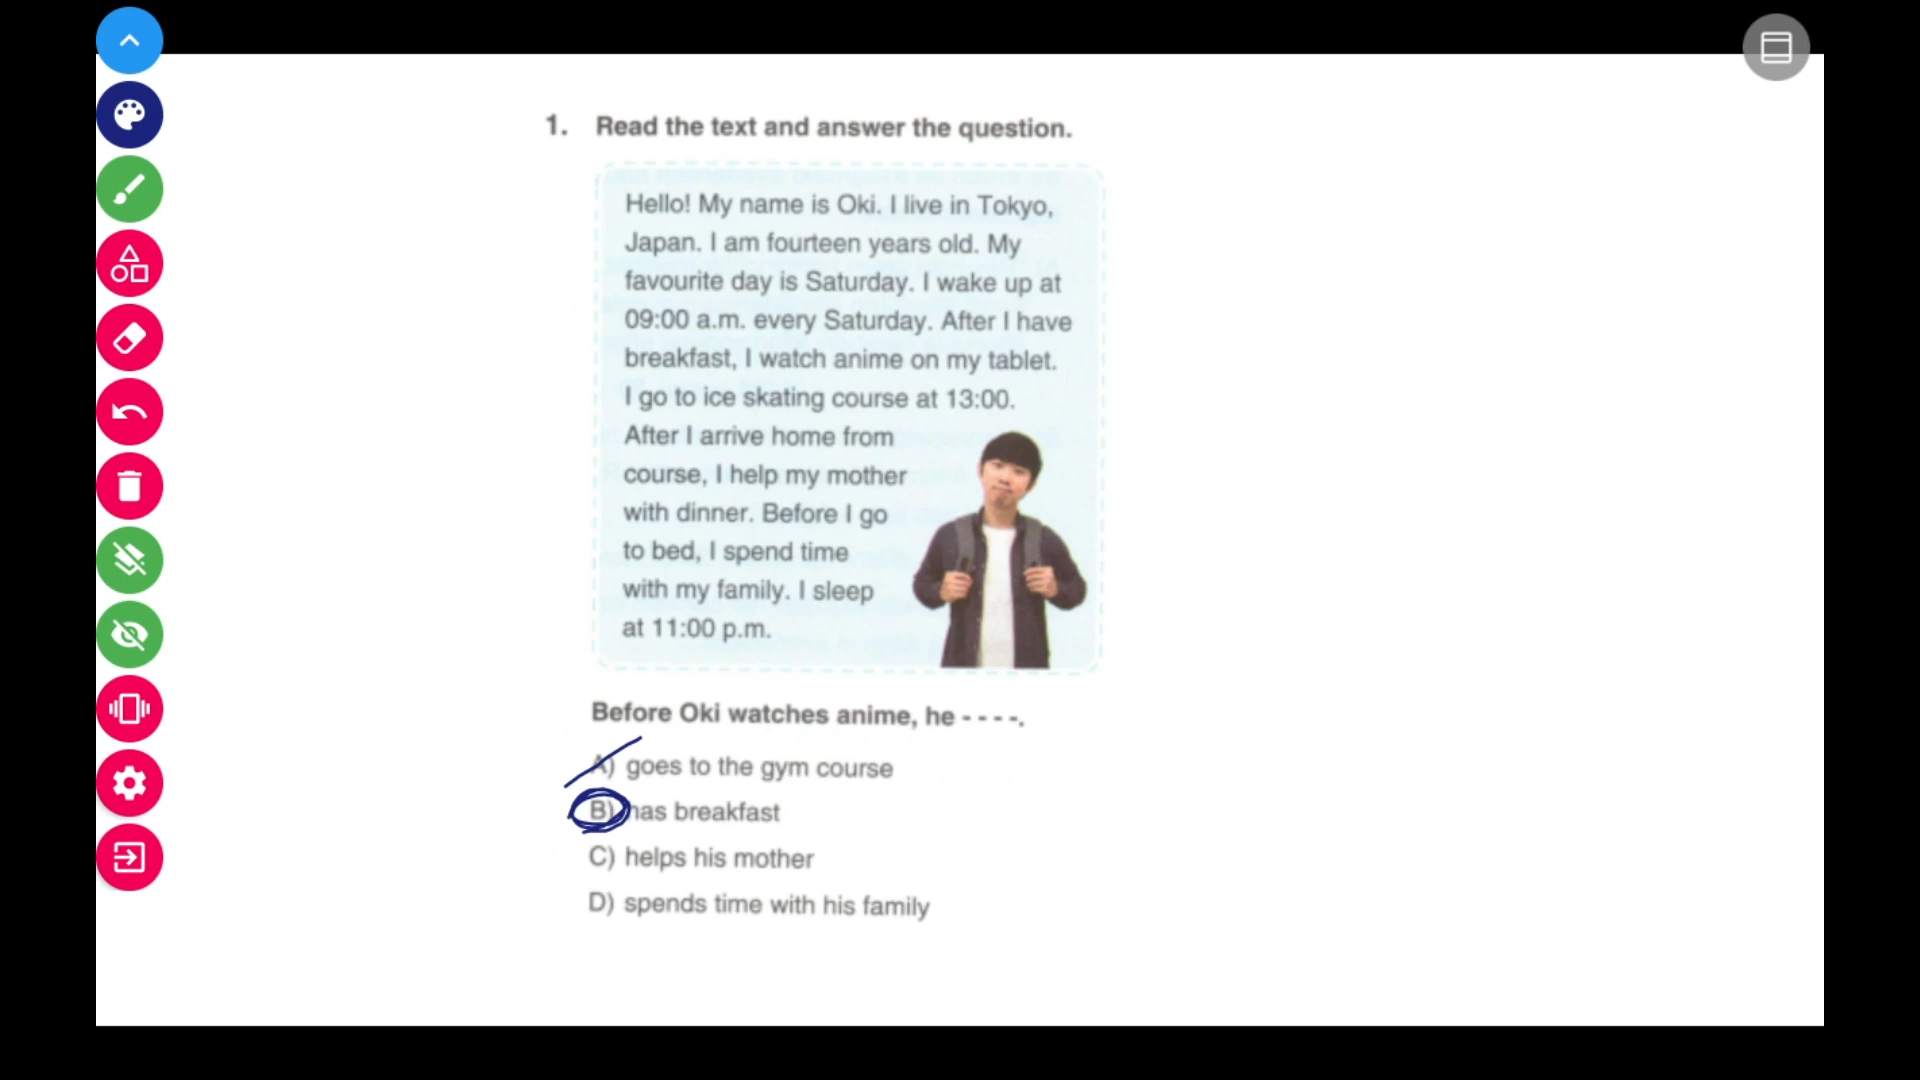 1. Read the text and answer the question.
Hello! My name is Oki. I live in Tokyo,
Japan. I am fourteen years old. My
favourite day is Saturday. I wake up at
09:00 a.m. every Saturday. After I have
breakfast, I watch anime on my tablet.
I go to ice skating course at 13:00.
After I arrive home from
course, I help my mother
with dinner. Before I go
to bed, I spend time
with my family. I sleep
at 11:00 p.m.
Before Oki watches anime, he - - - -.
A) goes to the gym course
B) has breakfast
C) helps his mother
D) spends time with his family